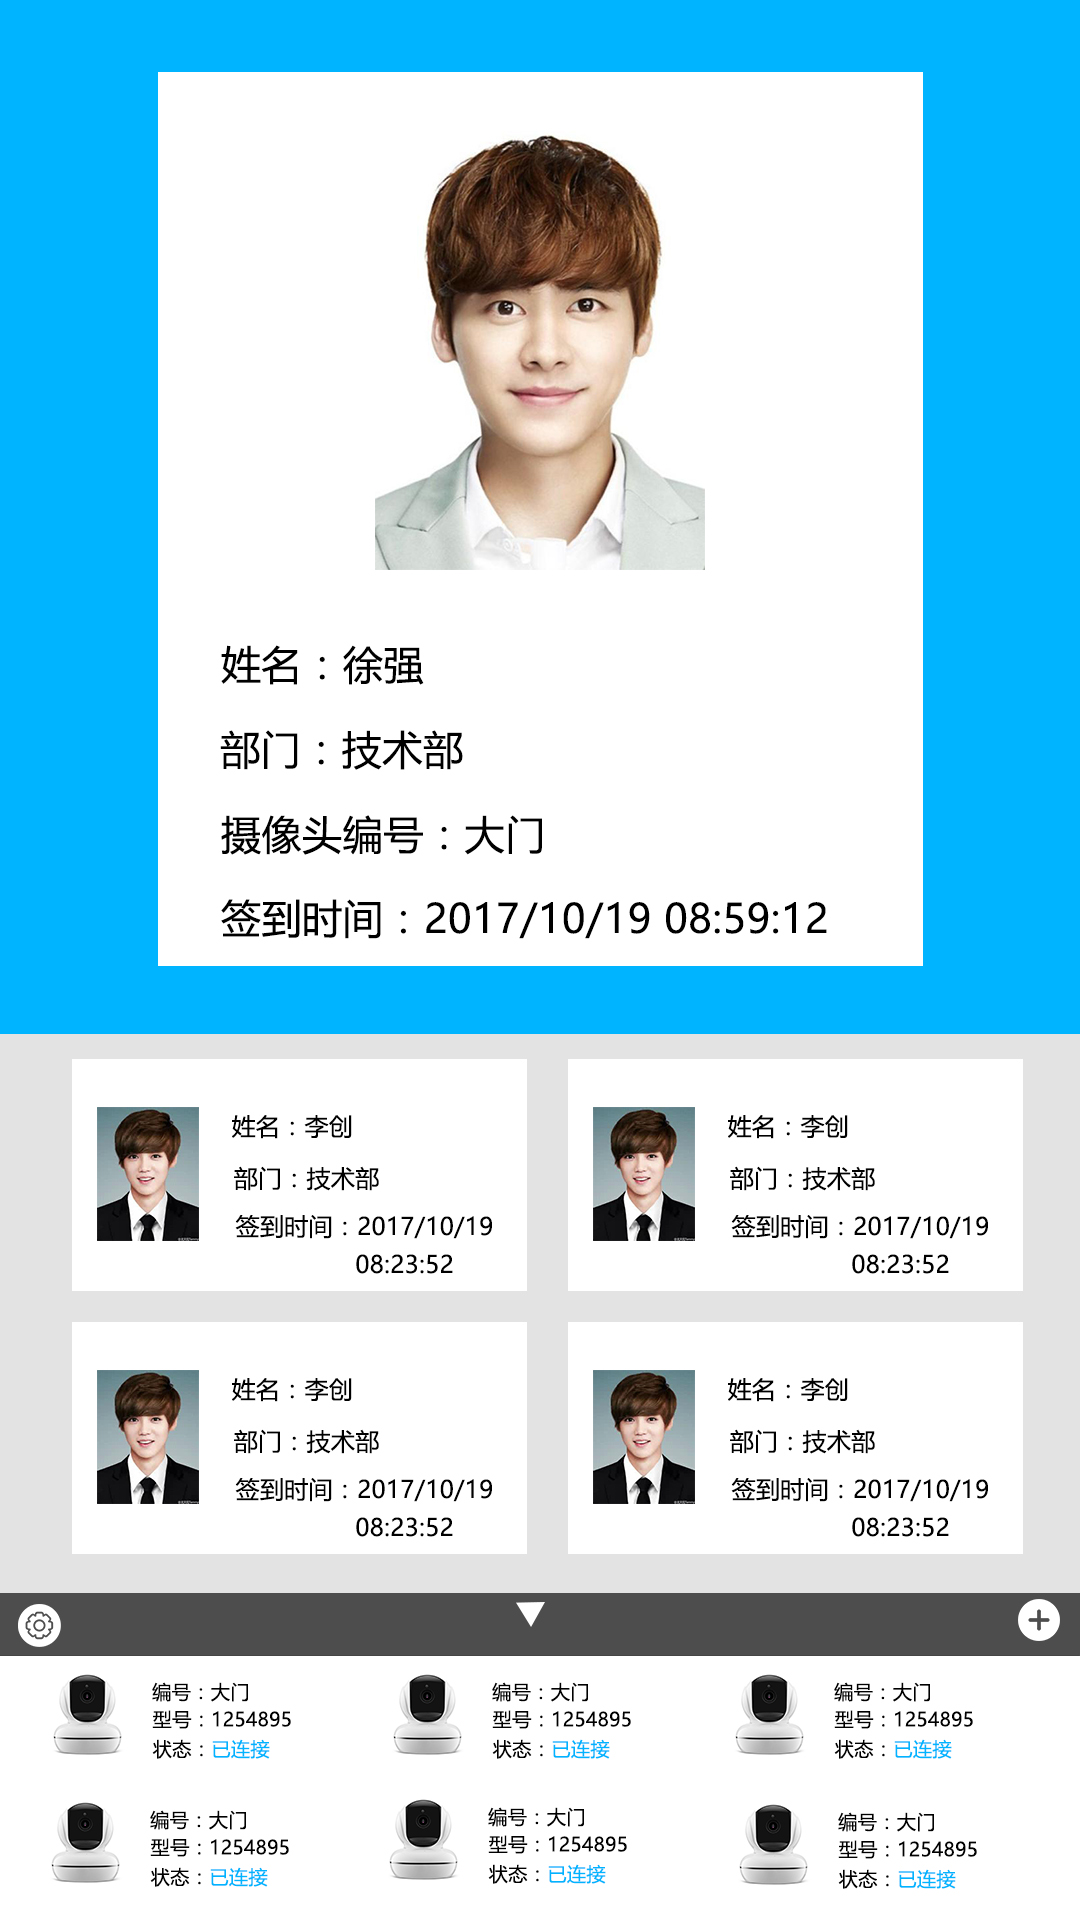 姓名：徐强
部门：技术部
摄像头编号：大门
签到时间：2017/10/19 08:59:12
姓名：李创
部门：技术部
签到时间：2017/10/19
08:23:52
姓名：李创
部门：技术部
签到时间：2017/10/19
08:23:52
姓名：李创
部门：技术部
签到时间：2017/10/19
08:23:52
姓名：李创
部门：技术部
签到时间：2017/10/19
08:23:52
编号：大门
型号：1254895
状态：已连接
编号：大门
型号：1254895
状态：已连接
编号：大门
型号：1254895
状态：已连接
编号：大门
型号：1254895
状态：已连接
编号：大门
型号：1254895
状态：已连接
编号：大门
型号：1254895
状态：已连接